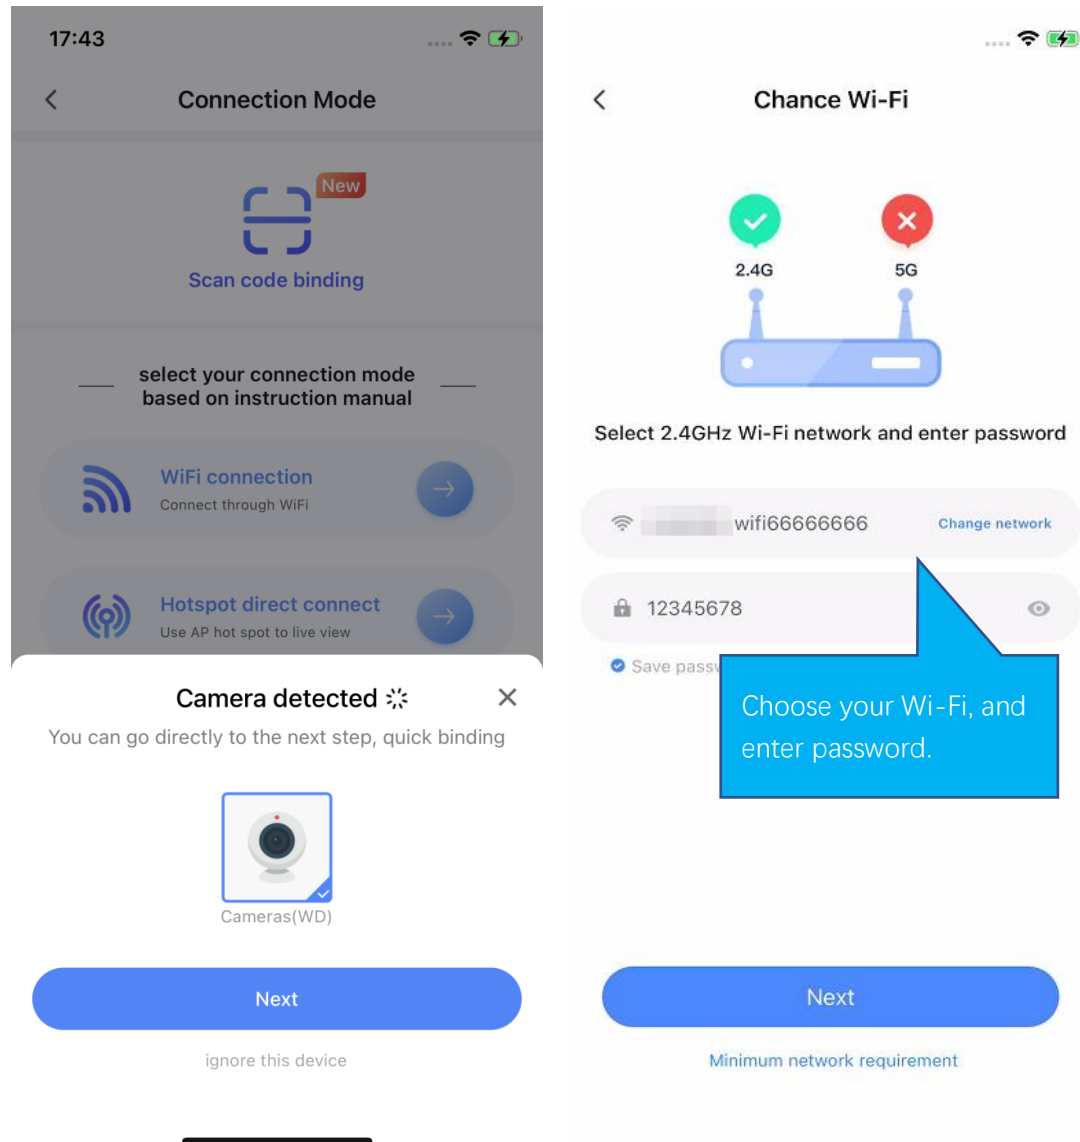 17:43
Connection Mode
New
Scan code binding
select your connection mode
based on instruction manual
WiFi connection
Connect through WiFi
Hotspot direct connect
Use AP hot spot to live view
Camera detected
You can go directly to the next step, quick binding
Cameras(WD)
Next
ignore this device
Chance Wi-Fi
2.4G
5G
Select 2.4GHz Wi-Fi network and enter password
wifi66666666
Change network
12345678
Save
Choose your Wi-Fi, and
enter password.
Next
Minimum network requirement